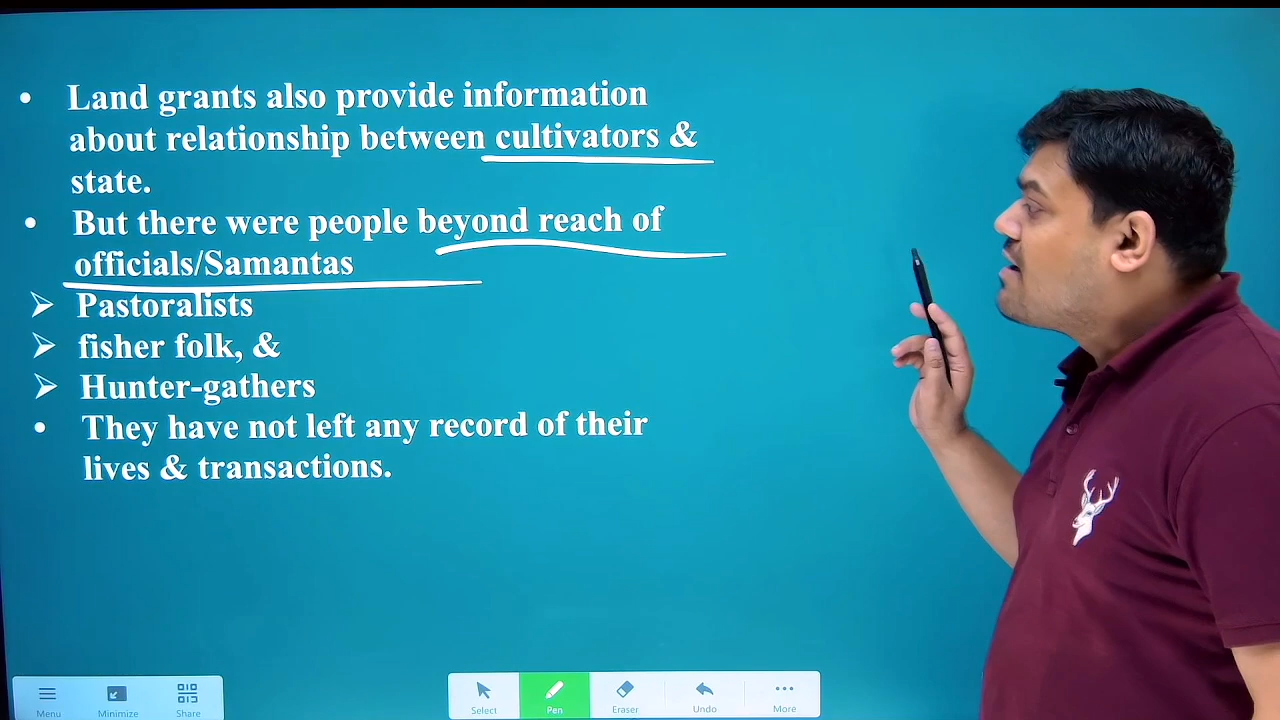 • Land grants also provide information
about relationship between cultivators &
state.
• But there were people beyond reach of
officials/Samantas
➢ Pastoralists
➢ fisher folk, &
➢ Hunter-gathers
• They have not left any record of their
lives & transactions.
Menu Minimize Share Select Pen Eraser Undo More